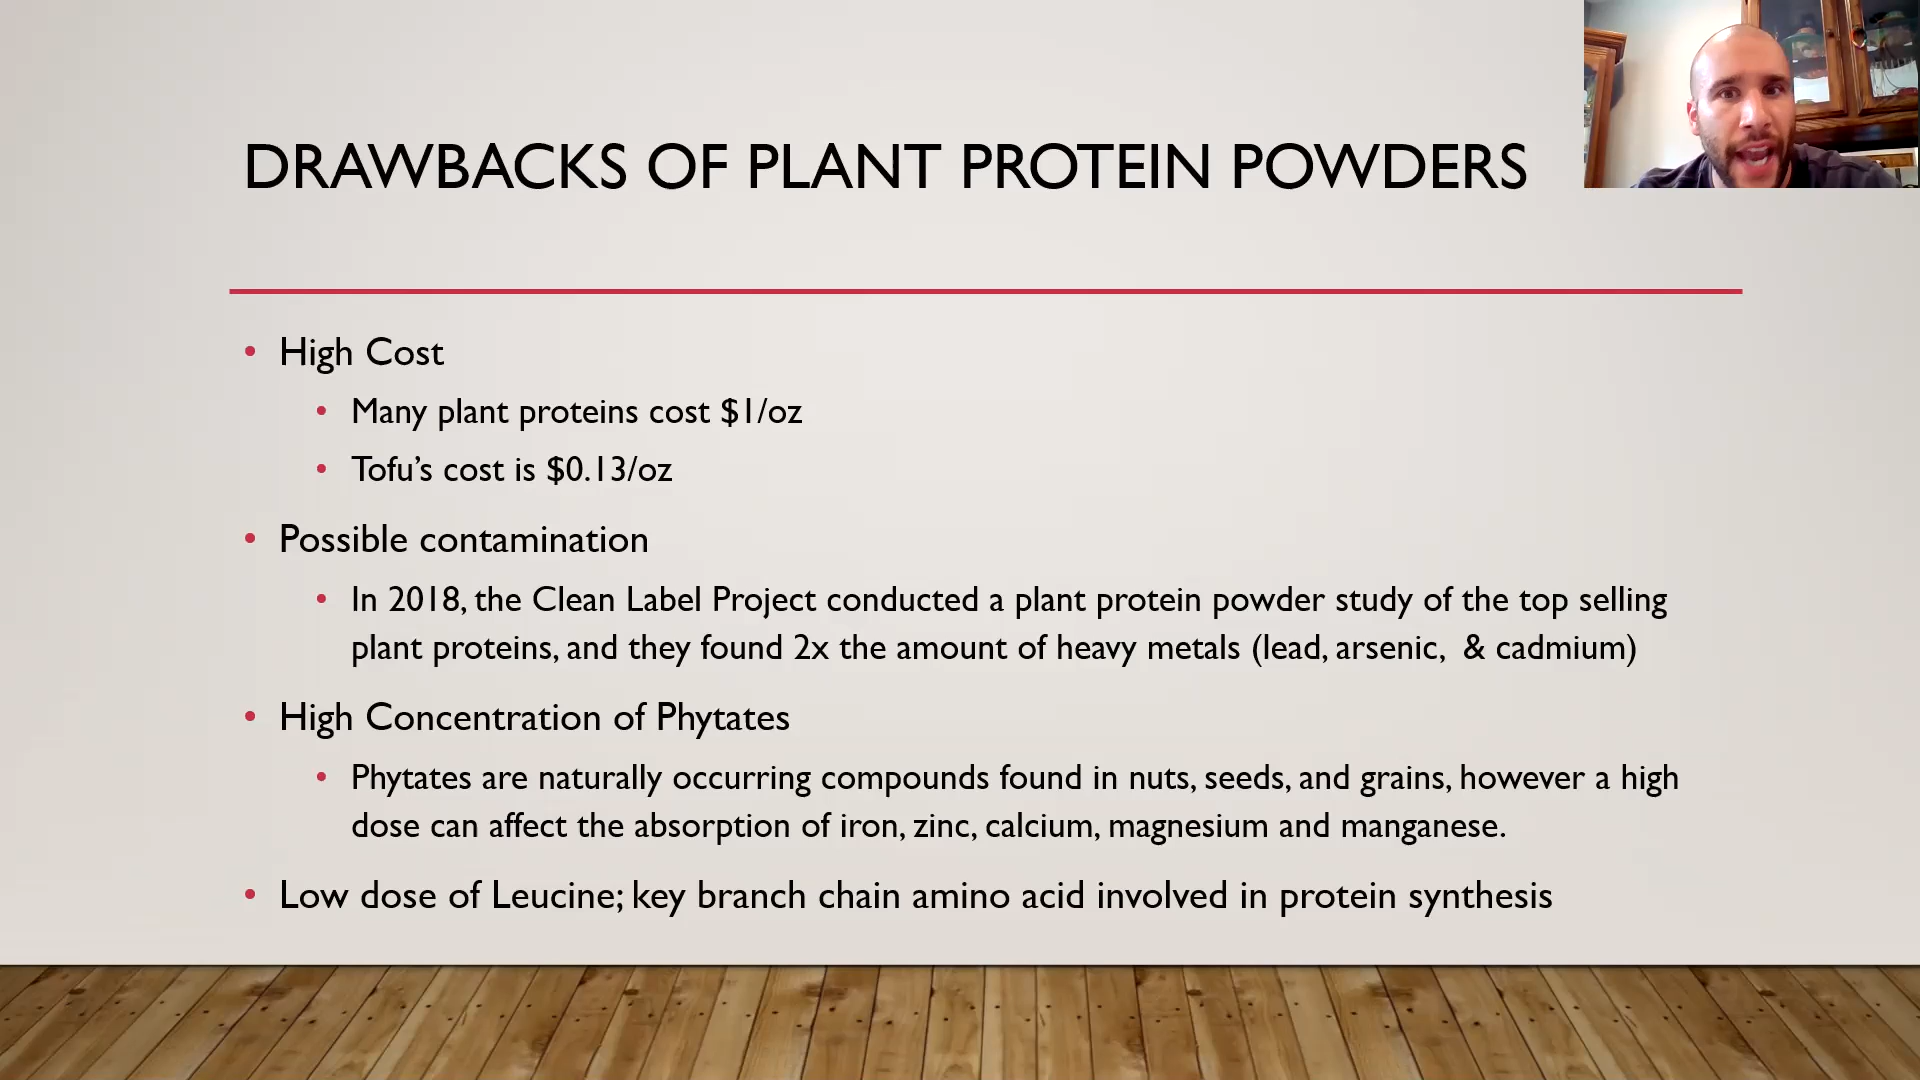 DRAWBACKS OF PLANT PROTEIN POWDERS
• High Cost
• Many plant proteins cost $1/oz
• Tofu’s cost is $0.13/oz
• Possible contamination
• In 2018, the Clean Label Project conducted a plant protein powder study of the top selling
plant proteins, and they found 2x the amount of heavy metals (lead, arsenic,  & cadmium)
• High Concentration of Phytates
• Phytates are naturally occurring compounds found in nuts, seeds, and grains, however a high
dose can affect the absorption of iron, zinc, calcium, magnesium and manganese.
• Low dose of Leucine; key branch chain amino acid involved in protein synthesis